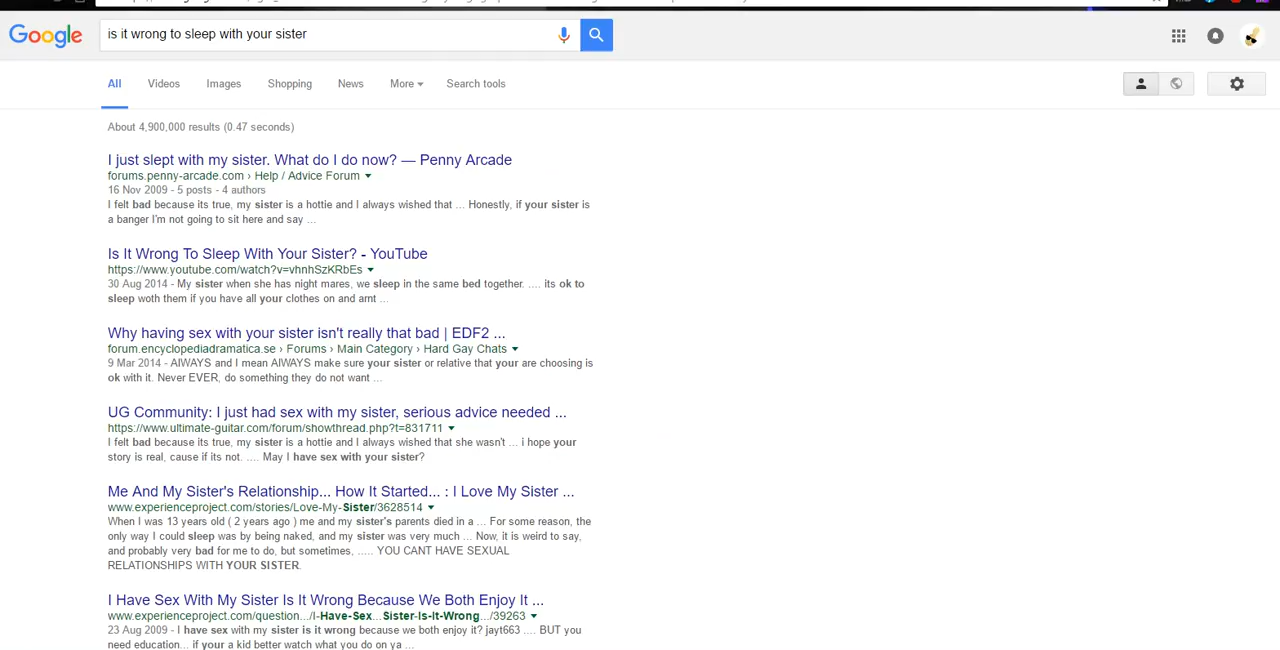 Google
is it wrong to sleep with your sister
All Videos Images Shopping News More Search tools
About 4,900,000 results (0.47 seconds)
I just slept with my sister. What do I do now? — Penny Arcade
forums.penny-arcade.com › Help / Advice Forum
16 Nov 2009 - 5 posts - 4 authors
I felt bad because its true, my sister is a hottie and I always wished that ... Honestly, if your sister is
a banger I'm not going to sit here and say ...
Is It Wrong To Sleep With Your Sister? - YouTube
https://www.youtube.com/watch?v=vhnhSzKRbEs
30 Aug 2014 - My sister when she has night mares, we sleep in the same bed together. .... its ok to
sleep woth them if you have all your clothes on and arnt ...
Why having sex with your sister isn't really that bad | EDF2 ...
forum.encyclopediadramatica.se › Forums › Main Category › Hard Gay Chats
9 Mar 2014 - AlWAYS and I mean AlWAYS make sure your sister or relative that your are choosing is
ok with it. Never EVER, do something they do not want ...
UG Community: I just had sex with my sister, serious advice needed ...
https://www.ultimate-guitar.com/forum/showthread.php?t=831711
I felt bad because its true, my sister is a hottie and I always wished that she wasn't ... i hope your
story is real, cause if its not. .... May I have sex with your sister?
Me And My Sister's Relationship... How It Started... : I Love My Sister ...
www.experienceproject.com/stories/Love-My-Sister/3628514
When I was 13 years old ( 2 years ago ) me and my sister's parents died in a ... For some reason, the
only way I could sleep was by being naked, and my sister was very much ... Now, it is weird to say,
and probably very bad for me to do, but sometimes, ..... YOU CANT HAVE SEXUAL
RELATIONSHIPS WITH YOUR SISTER.
I Have Sex With My Sister Is It Wrong Because We Both Enjoy It ...
www.experienceproject.com/question.../I-Have-Sex...Sister-Is-It-Wrong.../39263
23 Aug 2009 - I have sex with my sister is it wrong because we both enjoy it? jayt663 .... BUT you
need education... if your a kid better watch what you do on ya ...